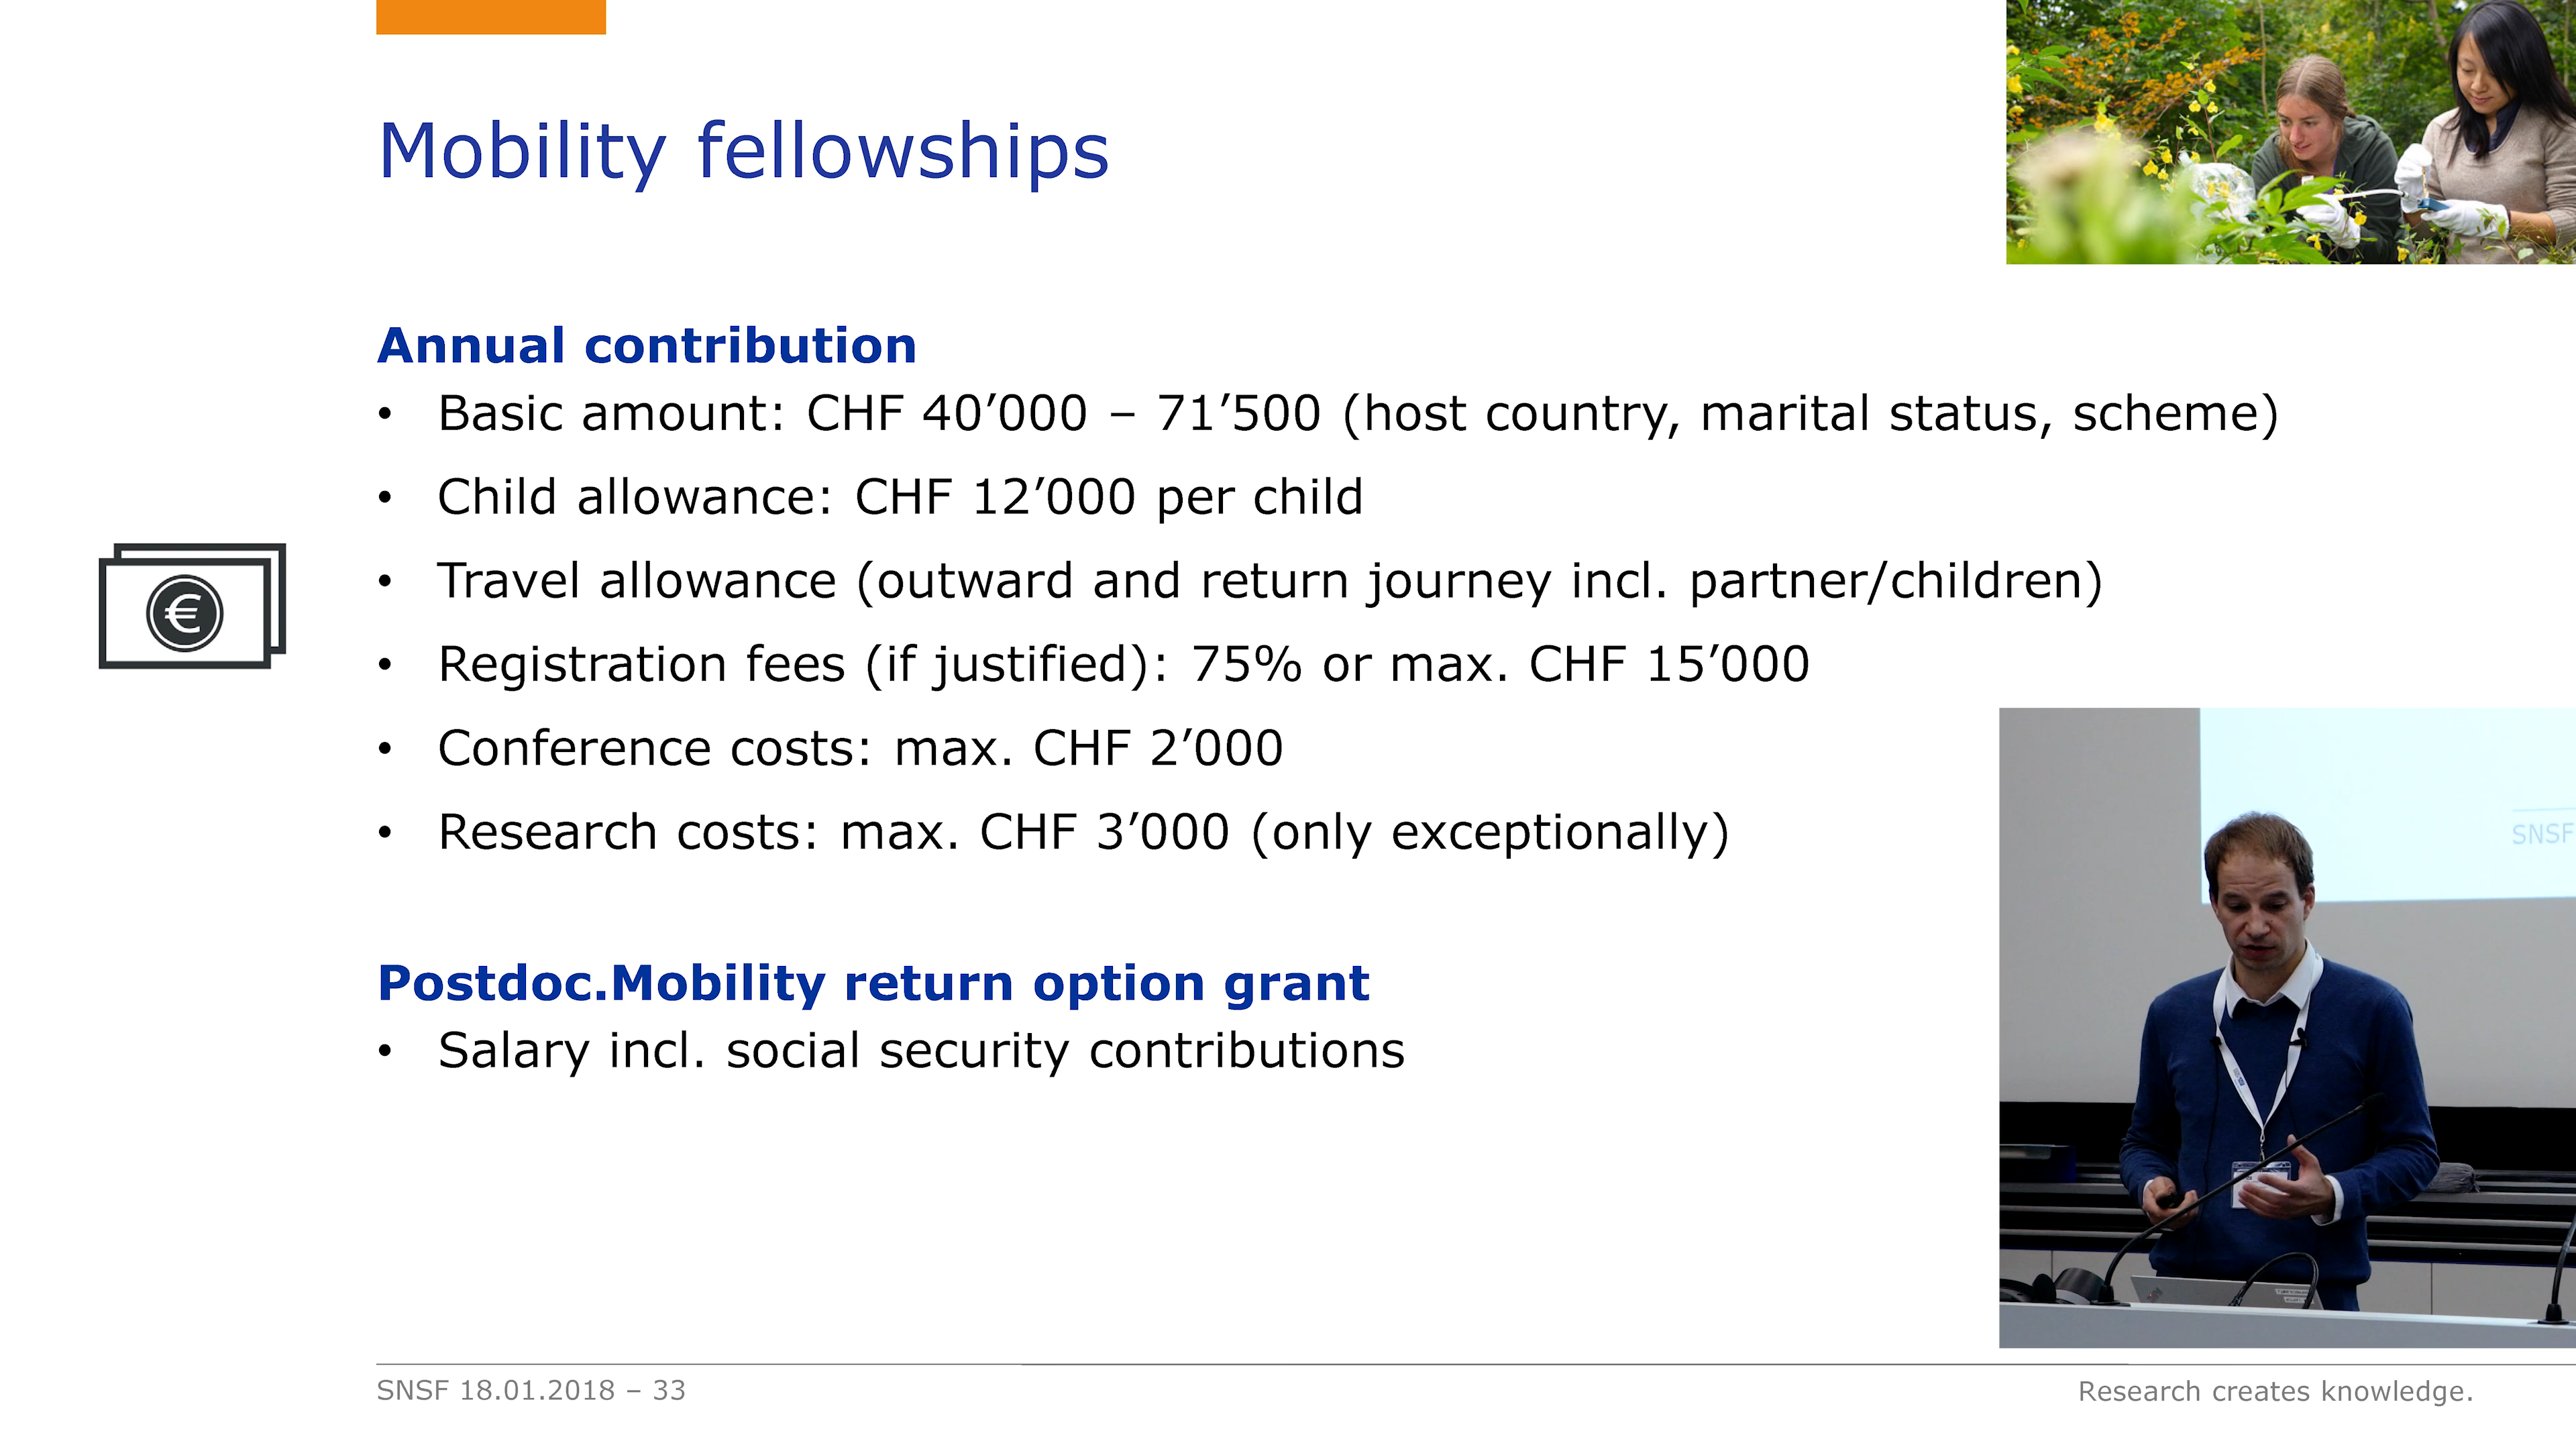 Mobility fellowships
Annual contribution
• Basic amount: CHF 40’000 – 71’500 (host country, marital status, scheme)
• Child allowance: CHF 12’000 per child
• Travel allowance (outward and return journey incl. partner/children)
• Registration fees (if justified): 75% or max. CHF 15’000
• Conference costs: max. CHF 2’000
• Research costs: max. CHF 3’000 (only exceptionally)
€
SNSF
Postdoc.Mobility return option grant
• Salary incl. social security contributions
SNSF 18.01.2018 – 33
Research creates knowledge.